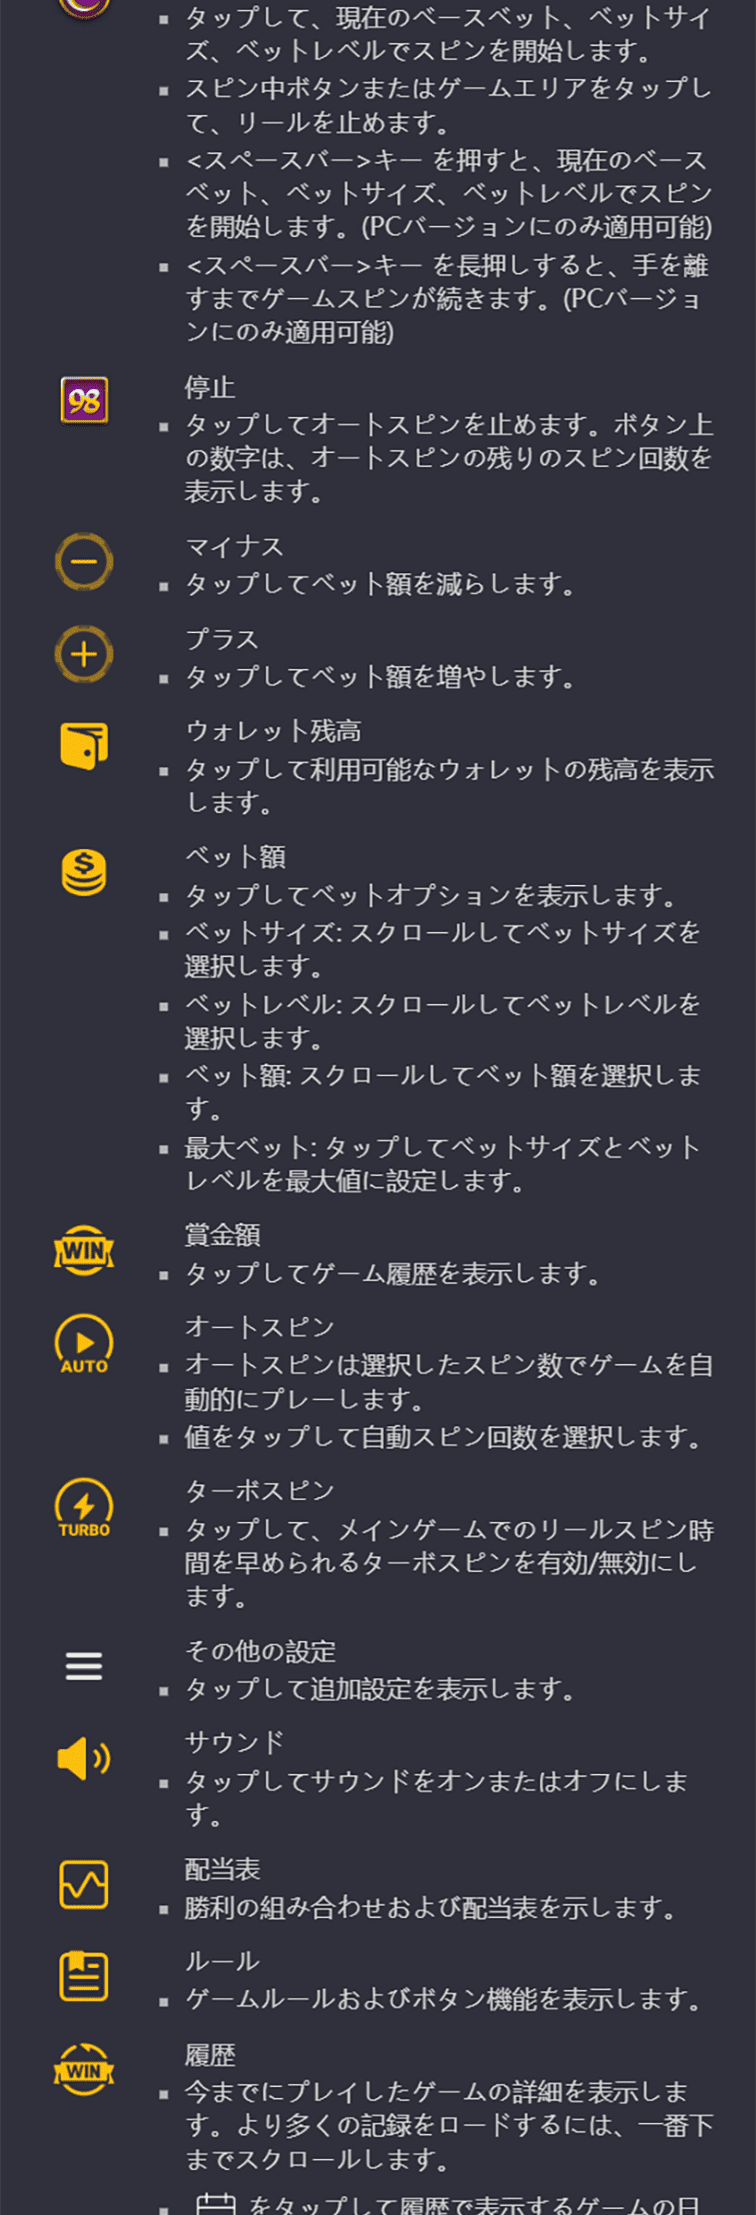 タップして、現在のベースベット、ベットサイ
ズ、ベットレベルでスピンを開始します。
スピン中ボタンまたはゲームエリアをタップし
て、リールを止めます。
<スペースバー>キー を押すと、現在のベース
ベット、ベットサイズ、ベットレベルでスピン
を開始します。(PCバージョンにのみ適用可能)
<スペースバー>キー を長押しすると、手を離
すまでゲームスピンが続きます。(PCバージョ
ンにのみ適用可能)
98
停止
タップしてオートスピンを止めます。ボタン上
の数字は、オートスピンの残りのスピン回数を
表示します。
マイナス
タップしてベット額を減らします。
プラス
タップしてベット額を増やします。
ウォレット残高
タップして利用可能なウォレットの残高を表示
します。
ベット額
タップしてベットオプションを表示します。
ベットサイズ: スクロールしてベットサイズを
選択します。
ベットレベル: スクロールしてベットレベルを
選択します。
ベット額: スクロールしてベット額を選択しま
す。
最大ベット: タップしてベットサイズとベット
レベルを最大値に設定します。
WIN
賞金額
タップしてゲーム履歴を表示します。
AUTO
オートスピン
オートスピンは選択したスピン数でゲームを自
動的にプレーします。
値をタップして自動スピン回数を選択します。
TURBO
ターボスピン
タップして、メインゲームでのリールスピン時
間を早められるターボスピンを有効/無効にし
ます。
その他の設定
タップして追加設定を表示します。
サウンド
タップしてサウンドをオンまたはオフにしま
す。
配当表
勝利の組み合わせおよび配当表を示します。
ルール
ゲームルールおよびボタン機能を表示します。
WIN
履歴
今までにプレイしたゲームの詳細を表示しま
す。より多くの記録をロードするには、一番下
までスクロールします。
をタップして履歴で表示するゲームの日